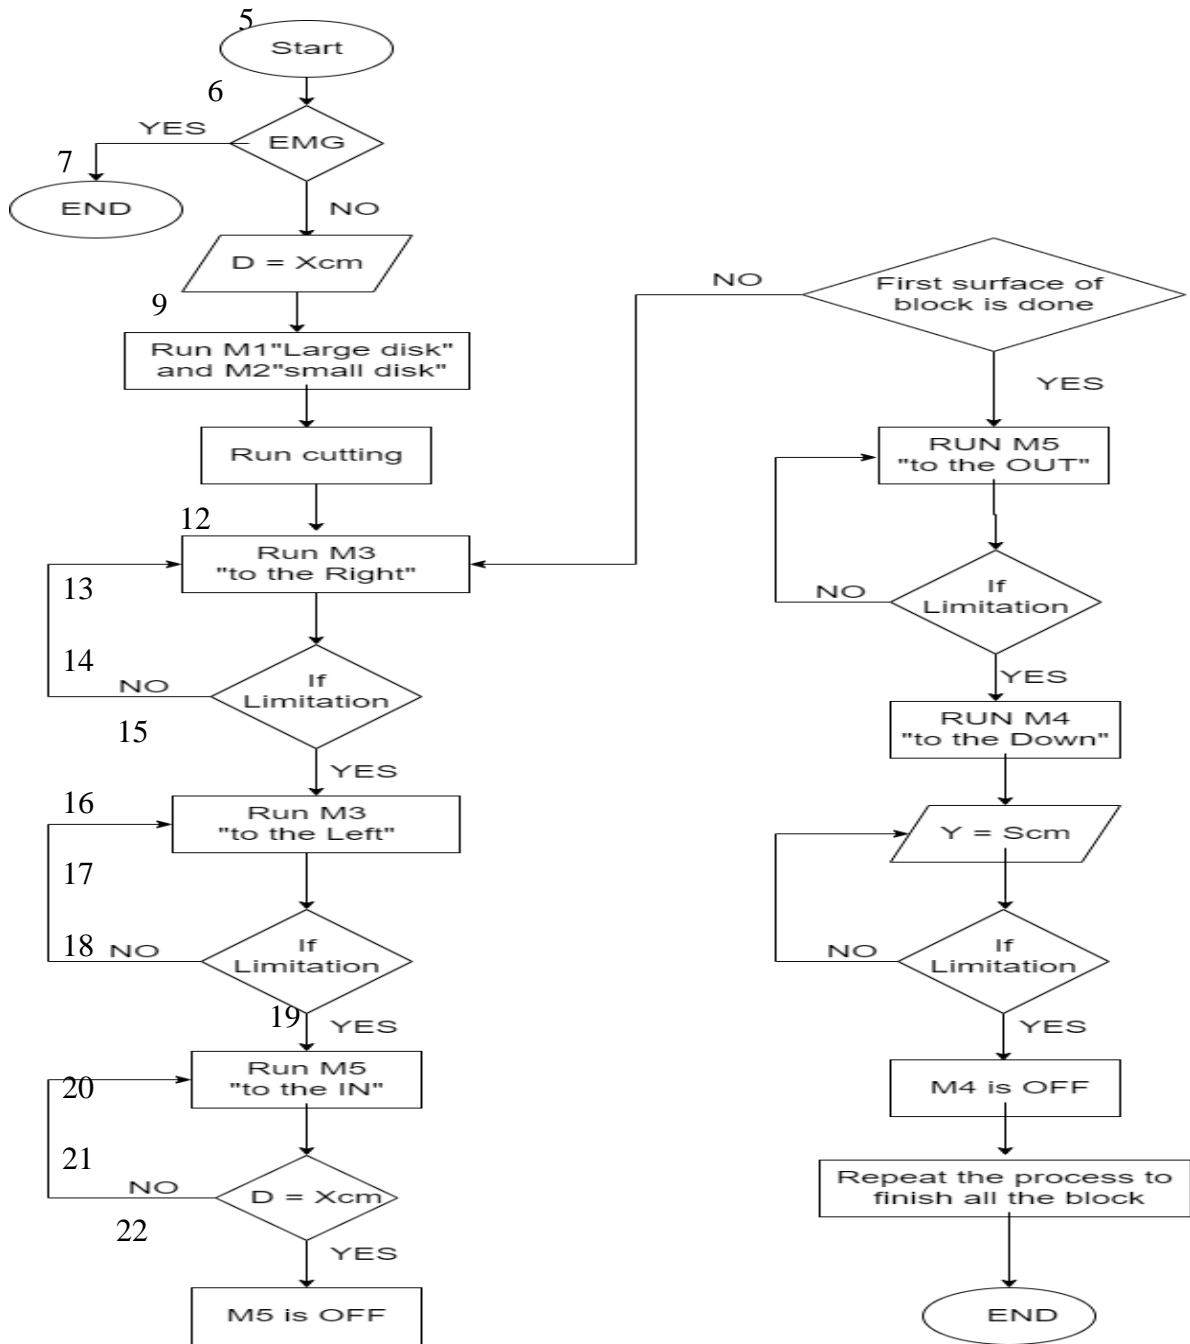 5
Start
6
YES
EMG
7
END
NO
D = Xcm
9
Run M1"Large disk"
and M2"small disk"
Run cutting
12
Run M3
"to the Right"
13
14
NO
If
Limitation
15
YES
16
Run M3
"to the Left"
17
18
NO
If
Limitation
19
YES
Run M5
"to the IN"
20
21
NO
D = Xcm
22
YES
M5 is OFF
NO
First surface of
block is done
YES
RUN M5
"to the OUT"
NO
If
Limitation
YES
RUN M4
"to the Down"
Y = Scm
NO
If
Limitation
YES
M4 is OFF
Repeat the process to
finish all the block
END